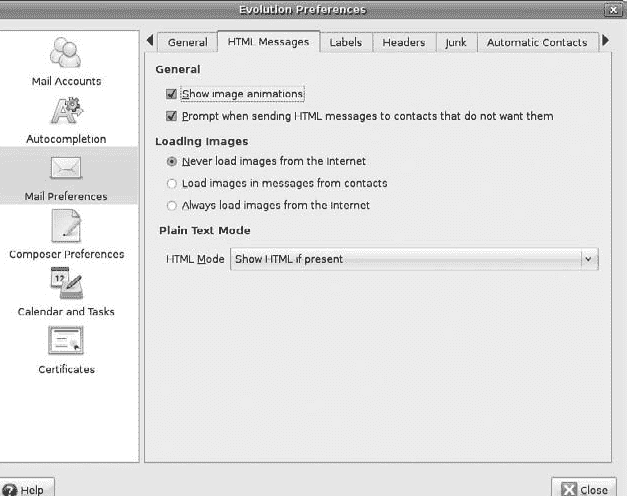 Evolution Preferences
General HTML Messages Labels Headers Junk Automatic Contacts
Mail Accounts
Autocompletion
Mail Preferences
Composer Preferences
12
Calendar and Tasks
Certificates
General
Show image animations
Prompt when sending HTML messages to contacts that do not want them
Loading Images
Never load images from the Internet
Load images in messages from contacts
Always load images from the Internet
Plain Text Mode
HTML Mode Show HTML if present
Help Close